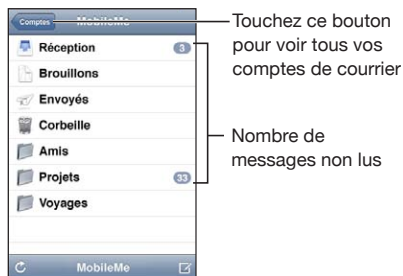 Comptes MobileMe
Réception 3
Brouillons
Envoyés
Corbeille
Amis
Projets 33
Voyages
MobileMe
Touchez ce bouton
pour voir tous vos
comptes de courrier
Nombre de
messages non lus